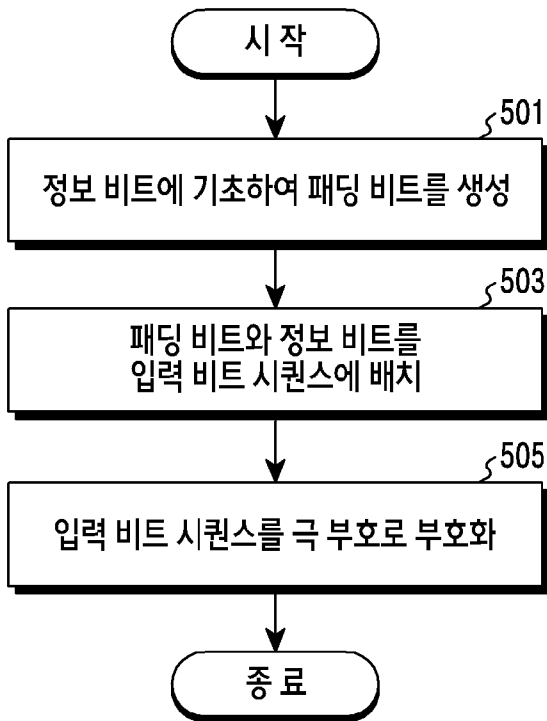 시 작
501
정보 비트에 기초하여 패딩 비트를 생성
503
패딩 비트와 정보 비트를
입력 비트 시퀀스에 배치
505
입력 비트 시퀀스를 극 부호로 부호화
종 료